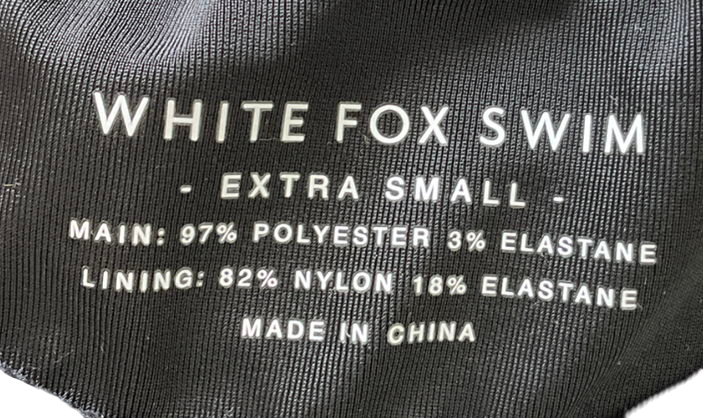 WHITE FOX SWIM
- EXTRA SMALL -
MAIN: 97% POLYESTER 3% ELASTANE
LINING: 82% NYLON 18% ELASTANE
MADE IN CHINA